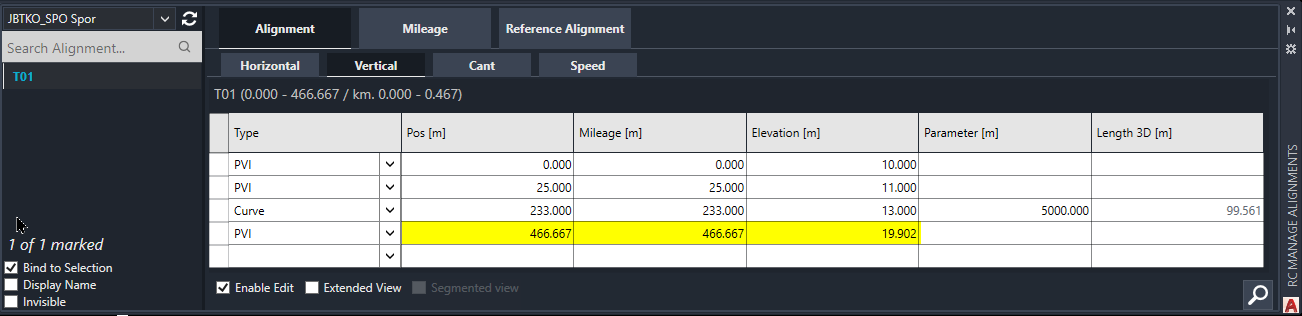 JBTKO_SPO Spor
Search Alignment...
T01
1 of 1 marked
Bind to Selection
Display Name
Invisible
Alignment Mileage Reference Alignment
Horizontal Vertical Cant Speed
T01 (0.000 - 466.667 / km. 0.000 - 0.467)
Type Pos [m] Mileage [m] Elevation [m] Parameter [m] Length 3D [m]
PVI 0.000 0.000 10.000
PVI 25.000 25.000 11.000
Curve 233.000 233.000 13.000 5000.000 99.561
PVI 466.667 466.667 19.902
Enable Edit Extended View Segmented view
RC MANAGE ALIGNMENTS
A